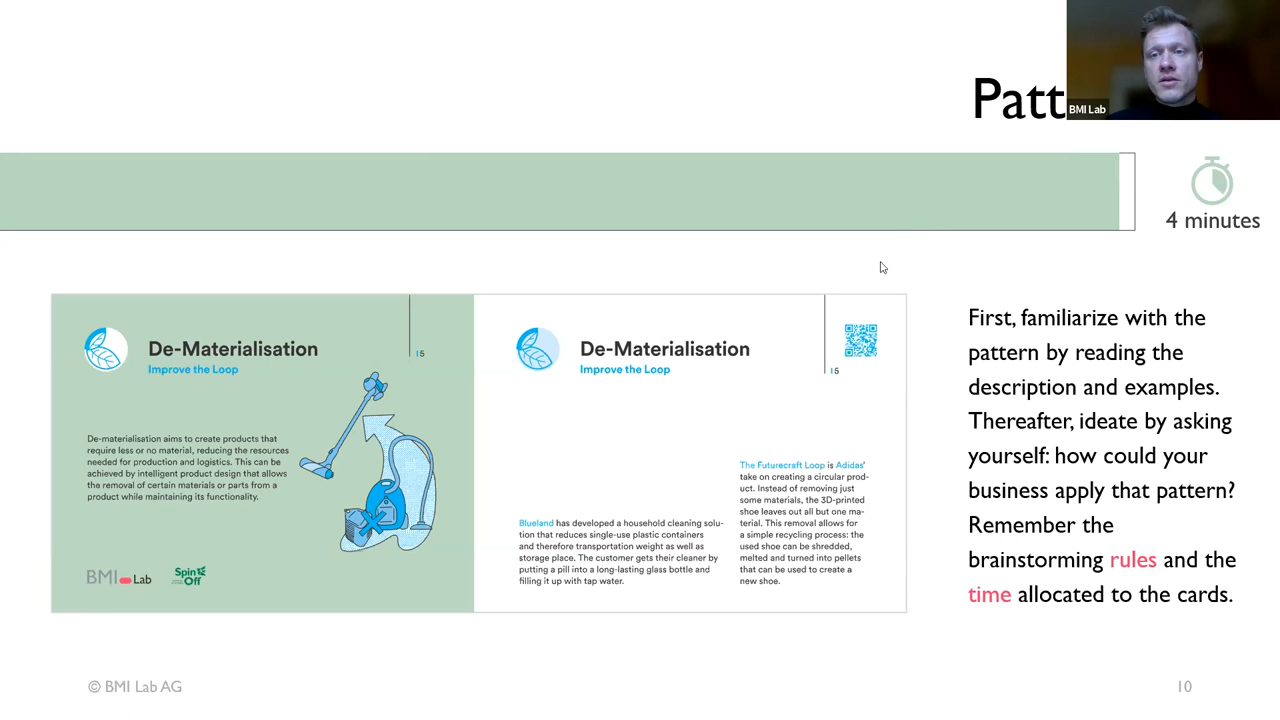 Patt
BMI Lab
4 minutes
De-Materialisation
Improve the Loop
15
De-materialisation aims to create products that
require less or no material, reducing the resources
needed for production and logistics. This can be
achieved by intelligent product design that allows
the removal of certain materials or parts from a
product while maintaining its functionality.
BMI Lab
Spin Off
De-Materialisation
Improve the Loop
15
Blueland has developed a household cleaning solu-
tion that reduces single-use plastic containers
and therefore transportation weight as well as
storage place. The customer gets their cleaner by
putting a pill into a long-lasting glass bottle and
filling it up with tap water.
The Futurecraft Loop is Adidas'
take on creating a circular prod-
uct. Instead of removing just
some materials, the 3D-printed
shoe leaves out all but one ma-
terial. This removal allows for
a simple recycling process: the
used shoe can be shredded,
melted and turned into pellets
that can be used to create a
new shoe.
First, familiarize with the
pattern by reading the
description and examples.
Thereafter, ideate by asking
yourself: how could your
business apply that pattern?
Remember the
brainstorming rules and the
time allocated to the cards.
© BMI Lab AG
10